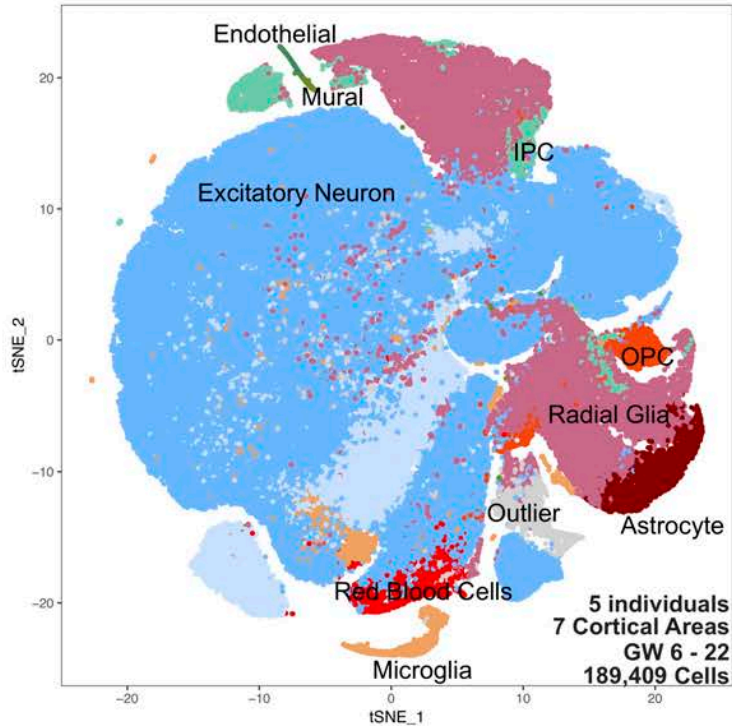 Endothelial
20
Mural
IPC
Excitatory Neuron
10
tSNE_2
0
OPC
Radial Glia
-10
Outlier
Astrocyte
Red Blood Cells
5 individuals
-20
7 Cortical Areas
GW 6 - 22
Microglia
189,409 Cells
-20 -10 0 10 20
tSNE_1